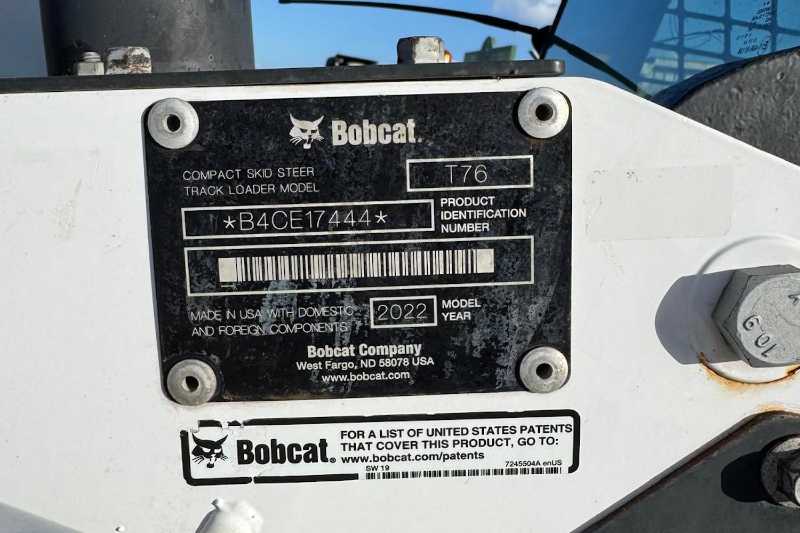 Bobcat.
COMPACT SKID STEER
TRACK LOADER MODEL
T76
*B4CE17444*
PRODUCT
IDENTIFICATION
NUMBER
MADE IN USA WITH DOMESTIC
AND FOREIGN COMPONENTS
2022
MODEL
YEAR
Bobcat Company
West Fargo, ND 58078 USA
www.bobcat.com
Bobcat.
FOR A LIST OF UNITED STATES PATENTS
THAT COVER THIS PRODUCT, GO TO:
www.bobcat.com/patents
SW 19
7245504A enUS
10.9